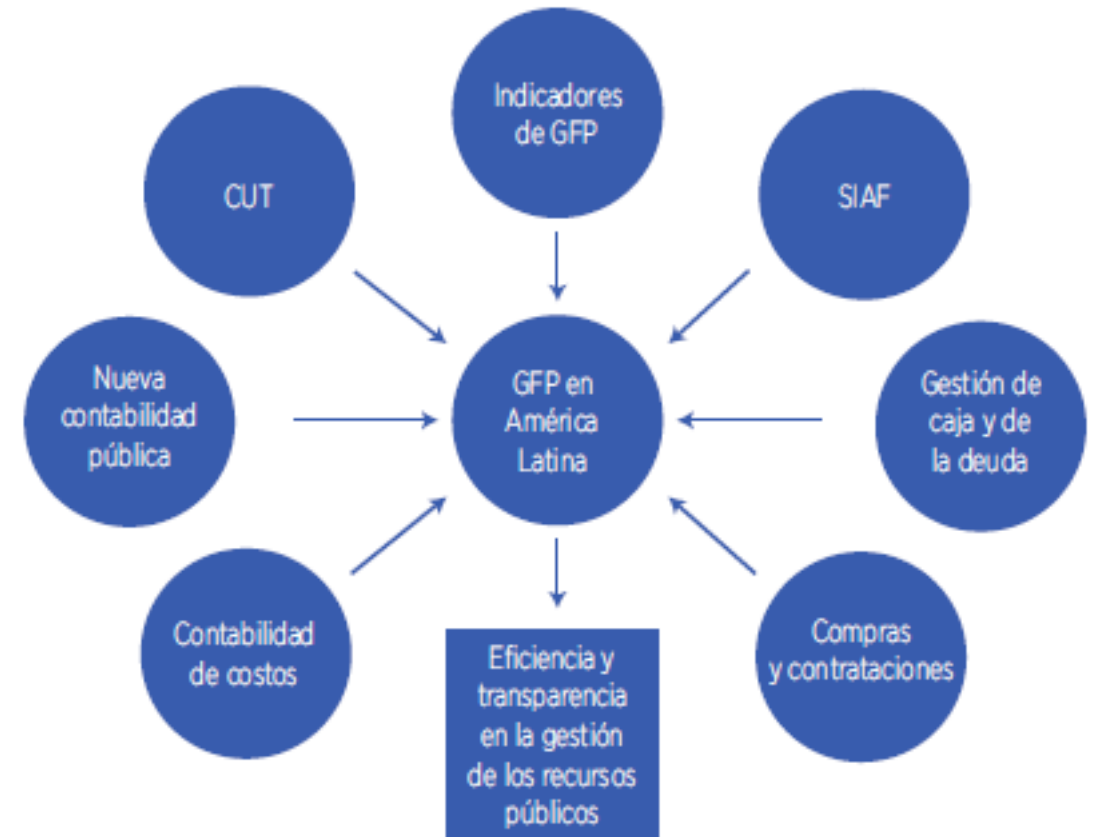 Indicadores
de GFP
CUT
SIAF
Nueva
contabilidad
pública
GFP en
América
Latina
Gestión de
caja y de
la deuda
Contabilidad
de costos
Eficiencia y
transparencia
en la gestión
de los recursos
públicos
Compras
y contrataciones